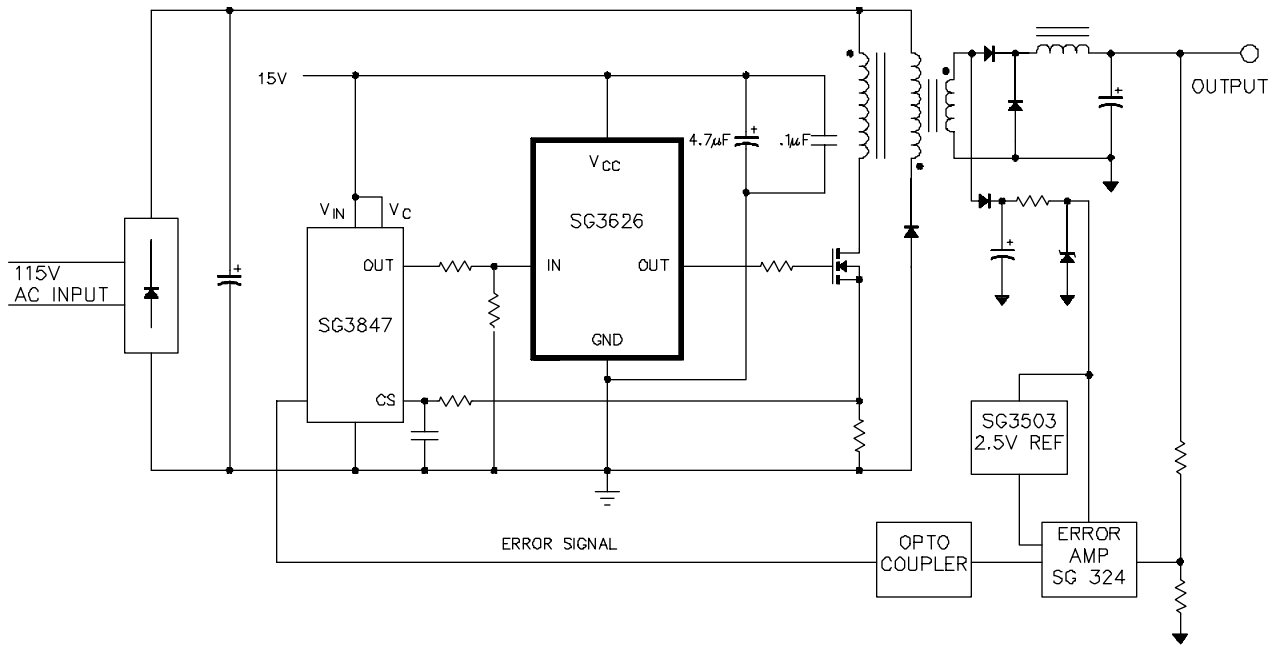 OUTPUT
15V
4.7µF
+
.1µF
VCC
SG3626
VIN
VC
OUT
IN
OUT
115V
AC INPUT
+
SG3847
GND
CS
+
+
SG3503
2.5V REF
ERROR SIGNAL
OPTO
COUPLER
ERROR
AMP
SG 324